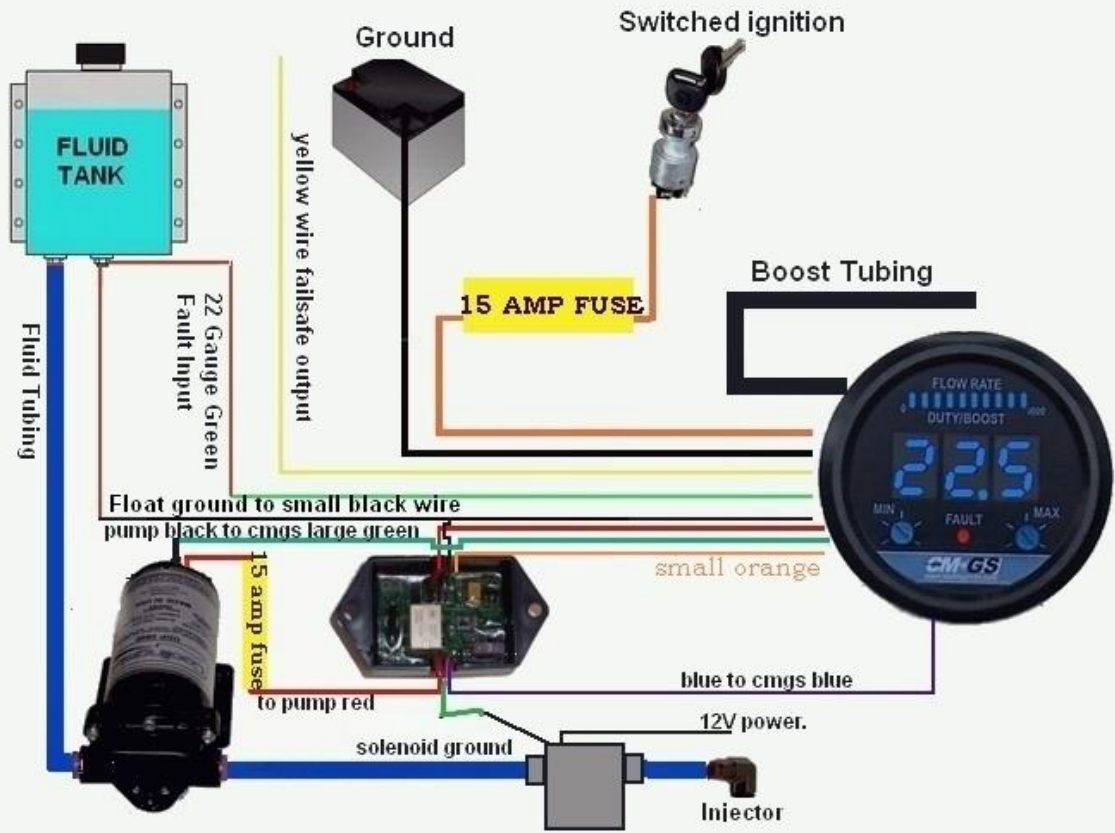 Ground
Switched ignition
FLUID
TANK
yellow wire failsafe output
15 AMP FUSE
Boost Tubing
Fluid Tubing
22 Gauge Green
Fault Input
FLOW RATE
0
DUTY/BOOST
22.5
MIN
MAX
FAULT
CM-GS
Float ground to small black wire
pump black to cmgs large green
small orange
15 amp fuse
to pump red
blue to cmgs blue
12V power.
solenoid ground
Injector